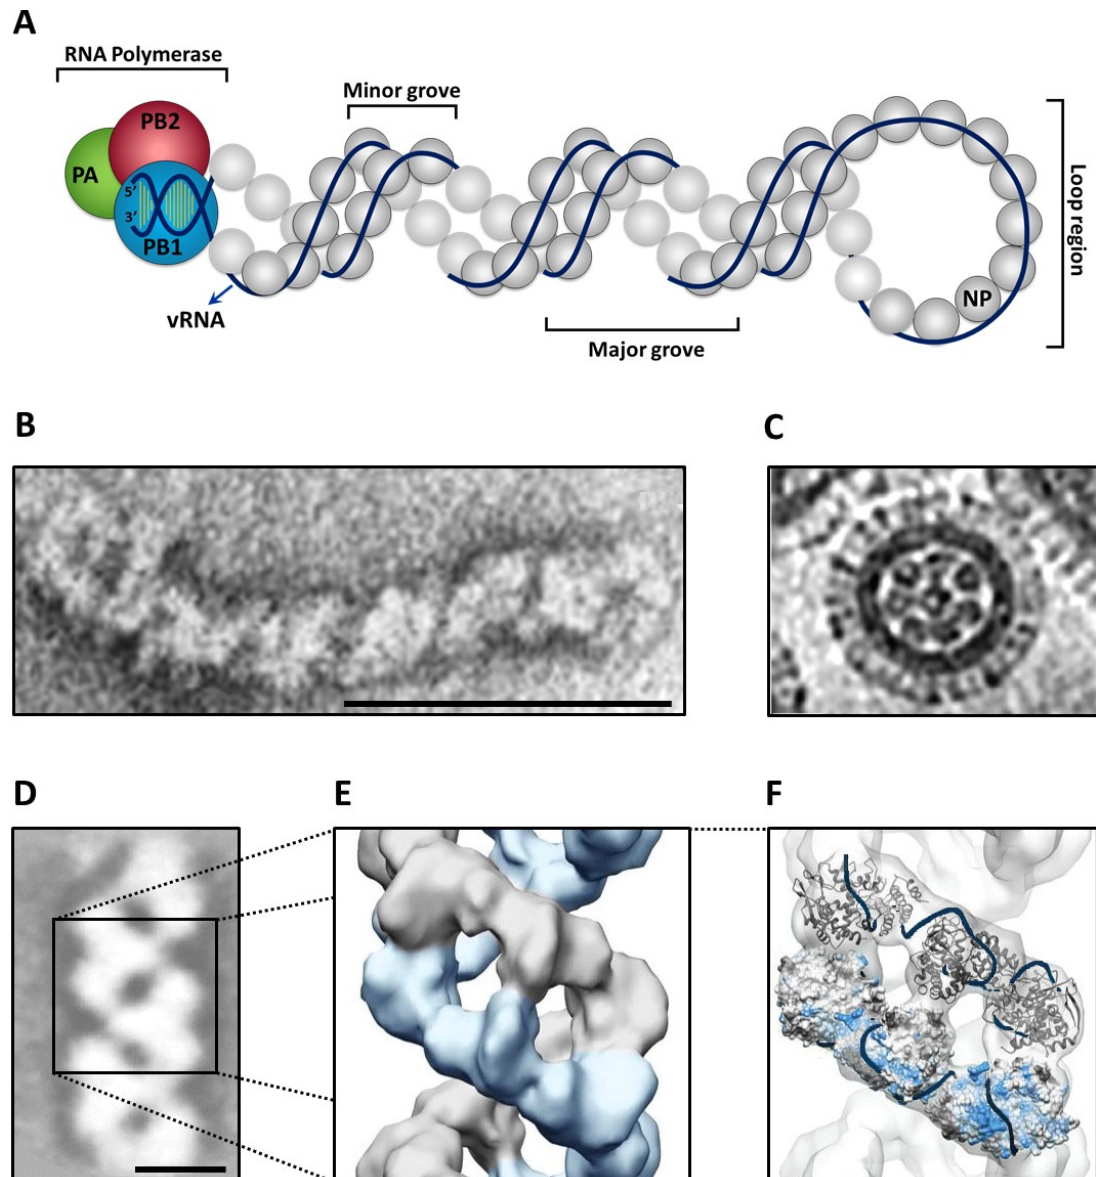 A
RNA Polymerase
Minor grove
PB2
PA
5'
3'
PB1
vRNA
Major grove
NP
Loop region
B
C
D
E
F